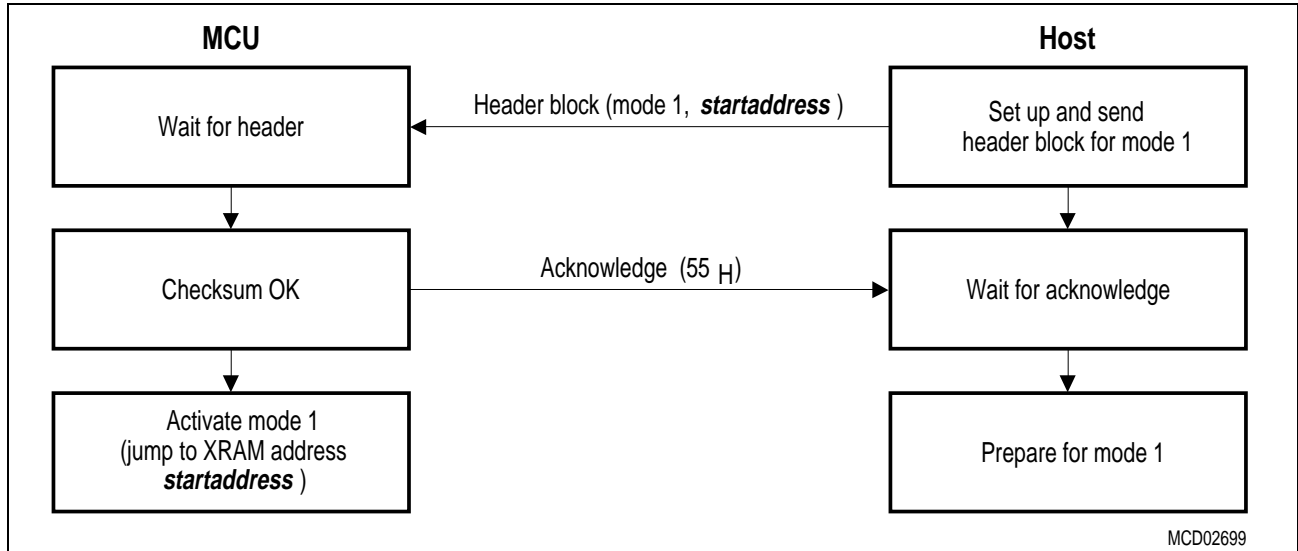 MCU
Host
Wait for header
Header block (mode 1, startaddress )
Set up and send
header block for mode 1
Checksum OK
Acknowledge (55 H)
Wait for acknowledge
Activate mode 1
(jump to XRAM address
startaddress )
Prepare for mode 1
MCD02699